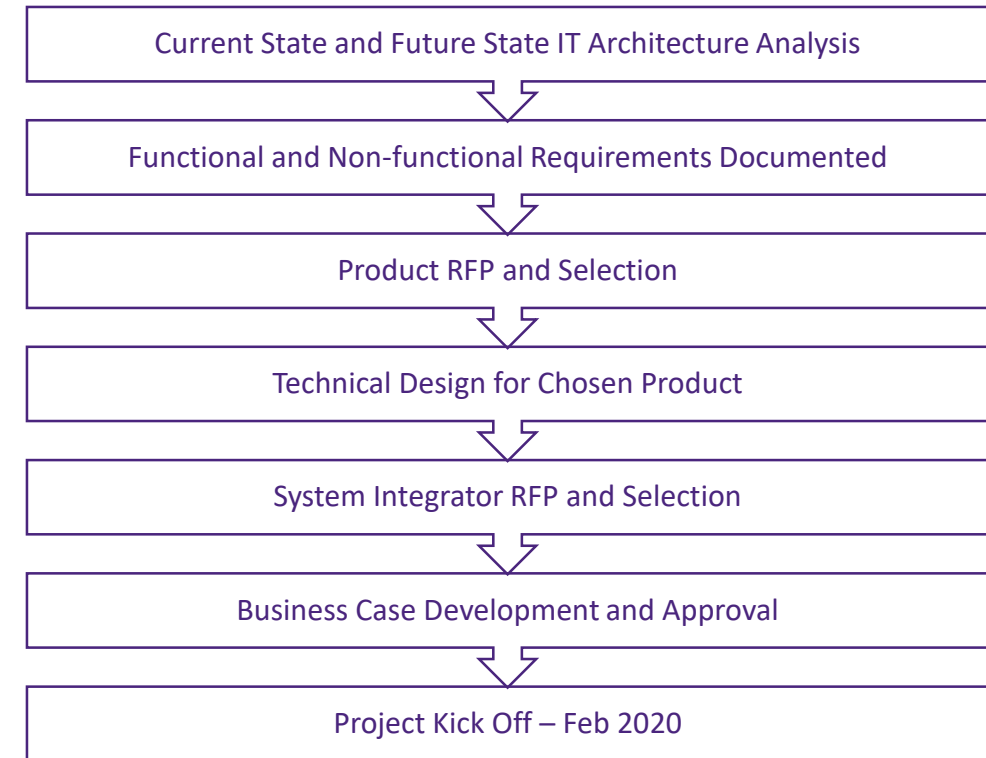 Current State and Future State IT Architecture Analysis
Functional and Non-functional Requirements Documented
Product RFP and Selection
Technical Design for Chosen Product
System Integrator RFP and Selection
Business Case Development and Approval
Project Kick Off – Feb 2020